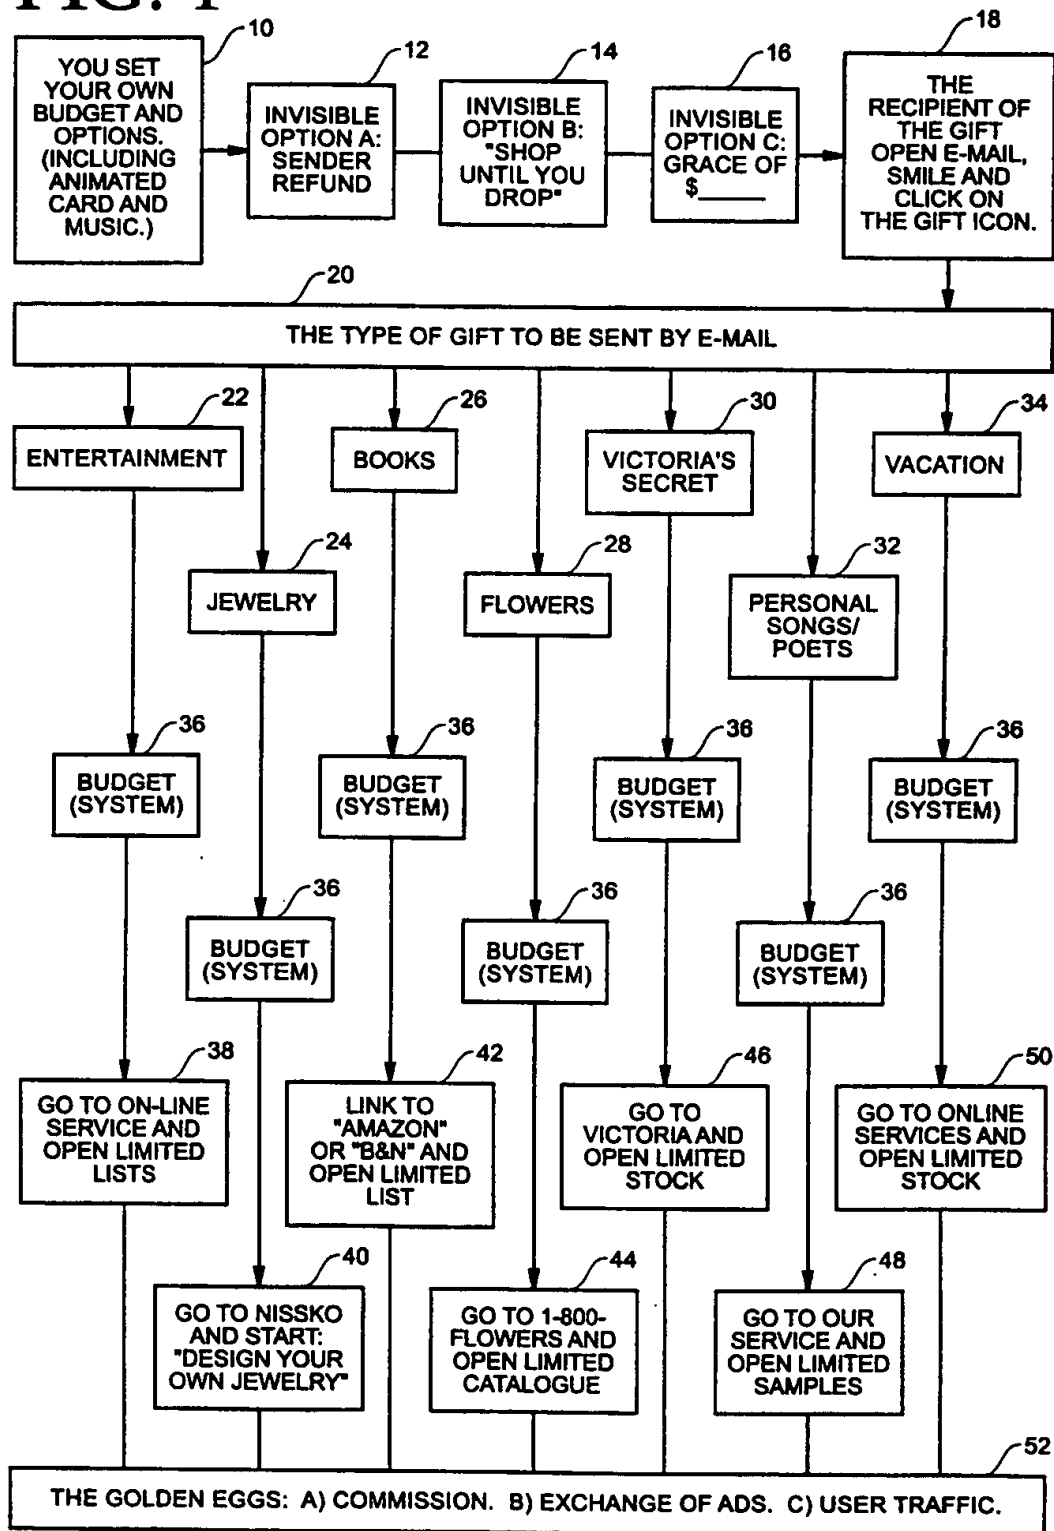 FIG. 1
10
YOU SET
YOUR OWN
BUDGET AND
OPTIONS.
(INCLUDING
ANIMATED
CARD AND
MUSIC.)
12
INVISIBLE
OPTION A:
SENDER
REFUND
14
INVISIBLE
OPTION B:
"SHOP
UNTIL YOU
DROP"
16
INVISIBLE
OPTION C:
GRACE OF
$______
18
THE
RECIPIENT OF
THE GIFT
OPEN E-MAIL,
SMILE AND
CLICK ON
THE GIFT ICON.
20
THE TYPE OF GIFT TO BE SENT BY E-MAIL
22
ENTERTAINMENT
26
BOOKS
30
VICTORIA'S
SECRET
34
VACATION
24
JEWELRY
28
FLOWERS
32
PERSONAL
SONGS/
POETS
36
BUDGET
(SYSTEM)
36
BUDGET
(SYSTEM)
36
BUDGET
(SYSTEM)
36
BUDGET
(SYSTEM)
36
BUDGET
(SYSTEM)
36
BUDGET
(SYSTEM)
36
BUDGET
(SYSTEM)
38
GO TO ON-LINE
SERVICE AND
OPEN LIMITED
LISTS
42
LINK TO
"AMAZON"
OR "B&N" AND
OPEN LIMITED
LIST
46
GO TO
VICTORIA AND
OPEN LIMITED
STOCK
50
GO TO ONLINE
SERVICES AND
OPEN LIMITED
STOCK
40
GO TO NISSKO
AND START:
"DESIGN YOUR
OWN JEWELRY"
44
GO TO 1-800-
FLOWERS AND
OPEN LIMITED
CATALOGUE
48
GO TO OUR
SERVICE AND
OPEN LIMITED
SAMPLES
52
THE GOLDEN EGGS: A) COMMISSION. B) EXCHANGE OF ADS. C) USER TRAFFIC.